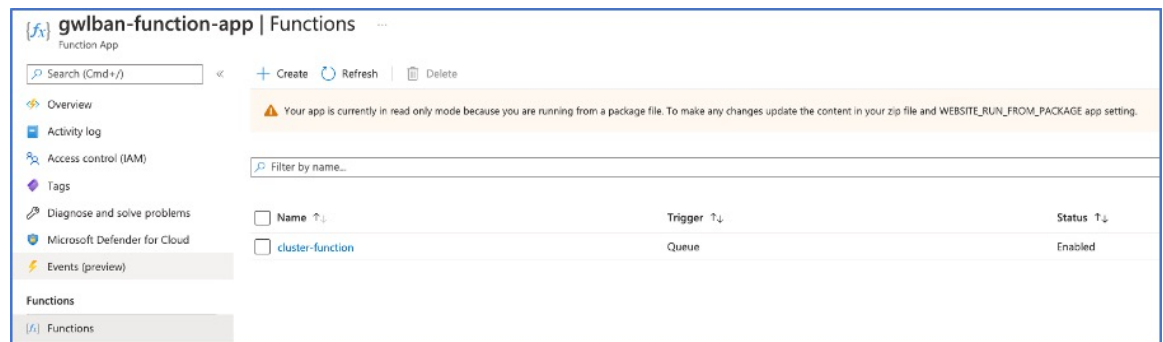 gwlban-function-app | Functions ...
Function App
Search (Cmd+/)
«
+ Create Refresh Delete
Overview
Your app is currently in read only mode because you are running from a package file. To make any changes update the content in your zip file and WEBSITE_RUN_FROM_PACKAGE app setting.
Activity log
Access control (IAM)
Filter by name...
Tags
Diagnose and solve problems
Name ↑↓ Trigger ↑↓ Status ↑↓
Microsoft Defender for Cloud
cluster-function Queue Enabled
Events (preview)
Functions
Functions